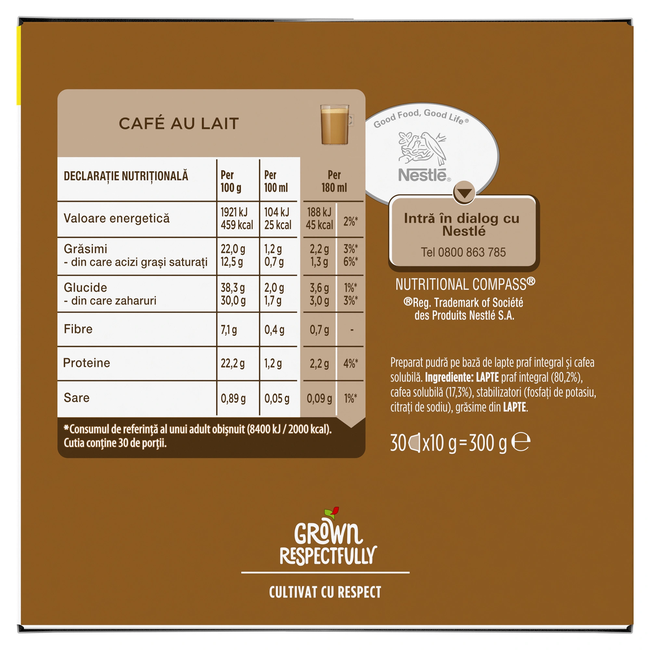 CAFÉ AU LAIT
DECLARAȚIE NUTRIȚIONALĂ Per 100 g Per 100 ml Per 180 ml
Valoare energetică 1921 kJ 459 kcal 104 kJ 25 kcal 188 kJ 45 kcal 2%*
Grăsimi 22,0 g 1,2 g 2,2 g 3%*
- din care acizi grași saturați 12,5 g 0,7 g 1,3 g 6%*
Glucide 38,3 g 2,0 g 3,6 g 1%*
- din care zaharuri 30,0 g 1,7 g 3,0 g 3%*
Fibre 7,1 g 0,4 g 0,7 g -
Proteine 22,2 g 1,2 g 2,2 g 4%*
Sare 0,89 g 0,05 g 0,09 g 1%*
*Consumul de referință al unui adult obișnuit (8400 kJ / 2000 kcal).
Cutia conține 30 de porții.
Good Food, Good Life®
Nestlé®
Intră în dialog cu
Nestlé
Tel 0800 863 785
NUTRITIONAL COMPASS®
®Reg. Trademark of Société
des Produits Nestlé S.A.
Preparat pudră pe bază de lapte praf integral și cafea
solubilă. Ingrediente: LAPTE praf integral (80,2%),
cafea solubilă (17,3%), stabilizatori (fosfați de potasiu,
citrați de sodiu), grăsime din LAPTE.
30 x10 g = 300 g ℮
GROWN
RESPECTFULLY
CULTIVAT CU RESPECT